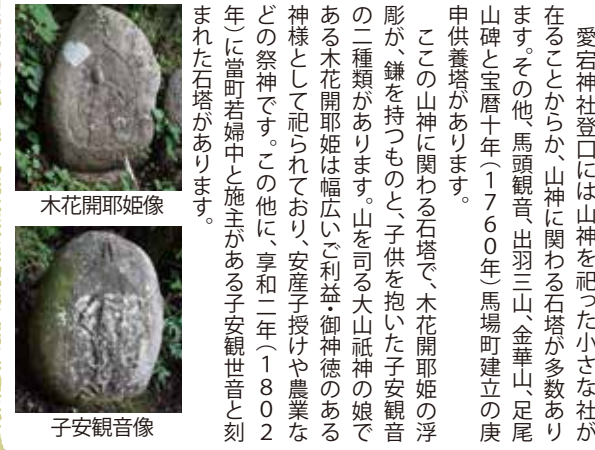 愛宕神社登口には山神を祀った小さな社が
在ることからか、山神に関わる石塔が多数あり
ます。その他、馬頭観音、出羽三山、金華山、足尾
山碑と宝暦十年（１７６０年）馬場町建立の庚
申供養塔があります。
ここの山神に関わる石塔で、木花開耶姫の浮
彫が、鎌を持つものと、子供を抱いた子安観音
の二種類があります。山を司る大山祇神の娘で
ある木花開耶姫は幅広いご利益・御神徳のある
神様として祀られており、安産子授けや農業な
どの祭神です。この他に、享和二年（１８０２
年）に當町若婦中と施主がある子安観世音と刻
まれた石塔があります。
木花開耶姫像
子安観音像